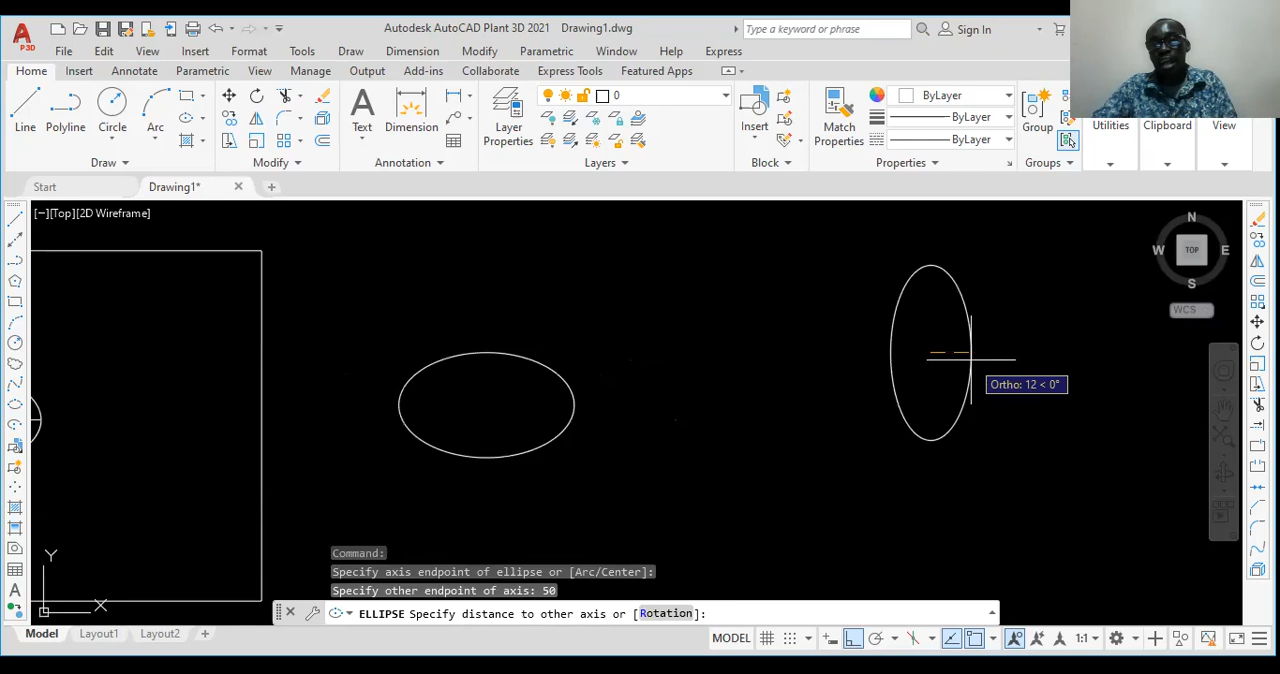 Autodesk AutoCAD Plant 3D 2021 Drawing1.dwg
Type a keyword or phrase
Sign In
P3D
File Edit View Insert Format Tools Draw Dimension Modify Parametric Window Help Express
Home Insert Annotate Parametric View Manage Output Add-ins Collaborate Express Tools Featured Apps
0
ByLayer
ByLayer
ByLayer
Line Polyline Circle Arc Text Dimension Layer Properties Insert Match Properties Group Utilities Clipboard View
Draw Modify Annotation Layers Block Properties Groups
Start Drawing1*
[−][Top][2D Wireframe]
N
W TOP E
S
WCS
Ortho: 12 < 0°
Y
X
Command:
Specify axis endpoint of ellipse or [Arc/Center]:
Specify other endpoint of axis: 50
ELLIPSE Specify distance to other axis or [Rotation]:
Model Layout1 Layout2 +
MODEL 1:1